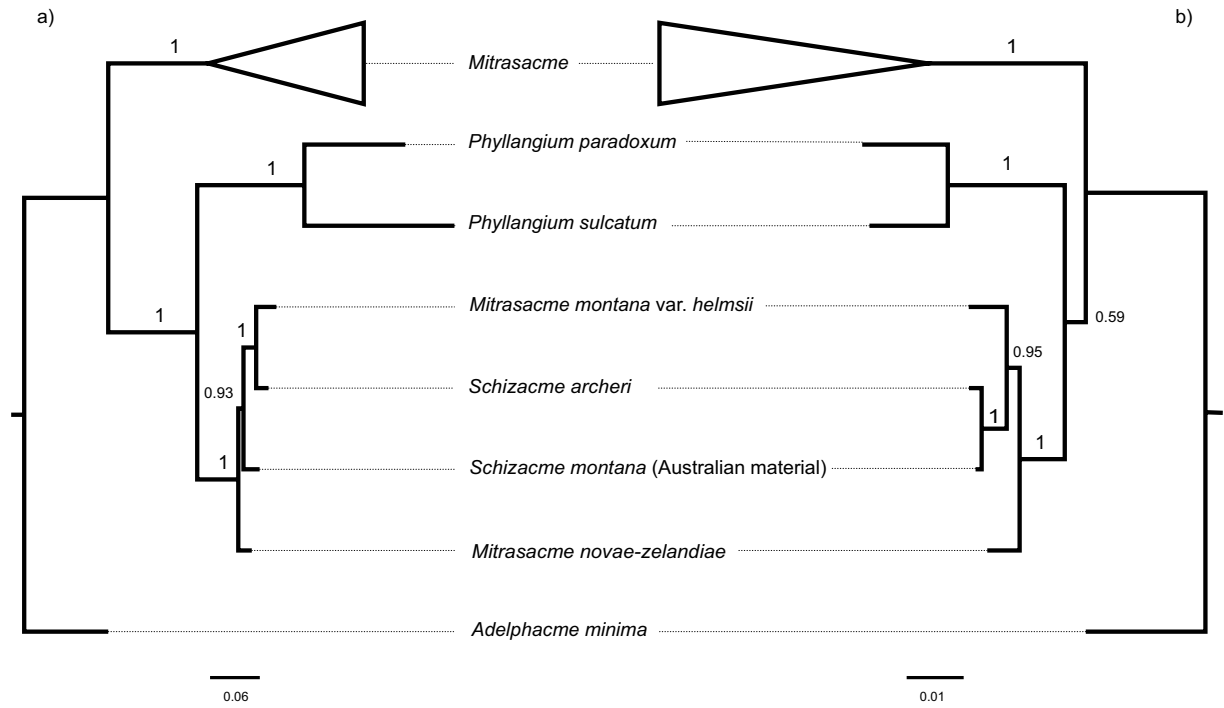 a)
b)
1
Mitrasacme
1
Phyllangium paradoxum
1
1
Phyllangium sulcatum
Mitrasacme montana var. helmsii
1
0.59
1
0.95
0.93
Schizacme archeri
1
1
1
Schizacme montana (Australian material)
Mitrasacme novae-zelandiae
Adelphacme minima
0.06
0.01